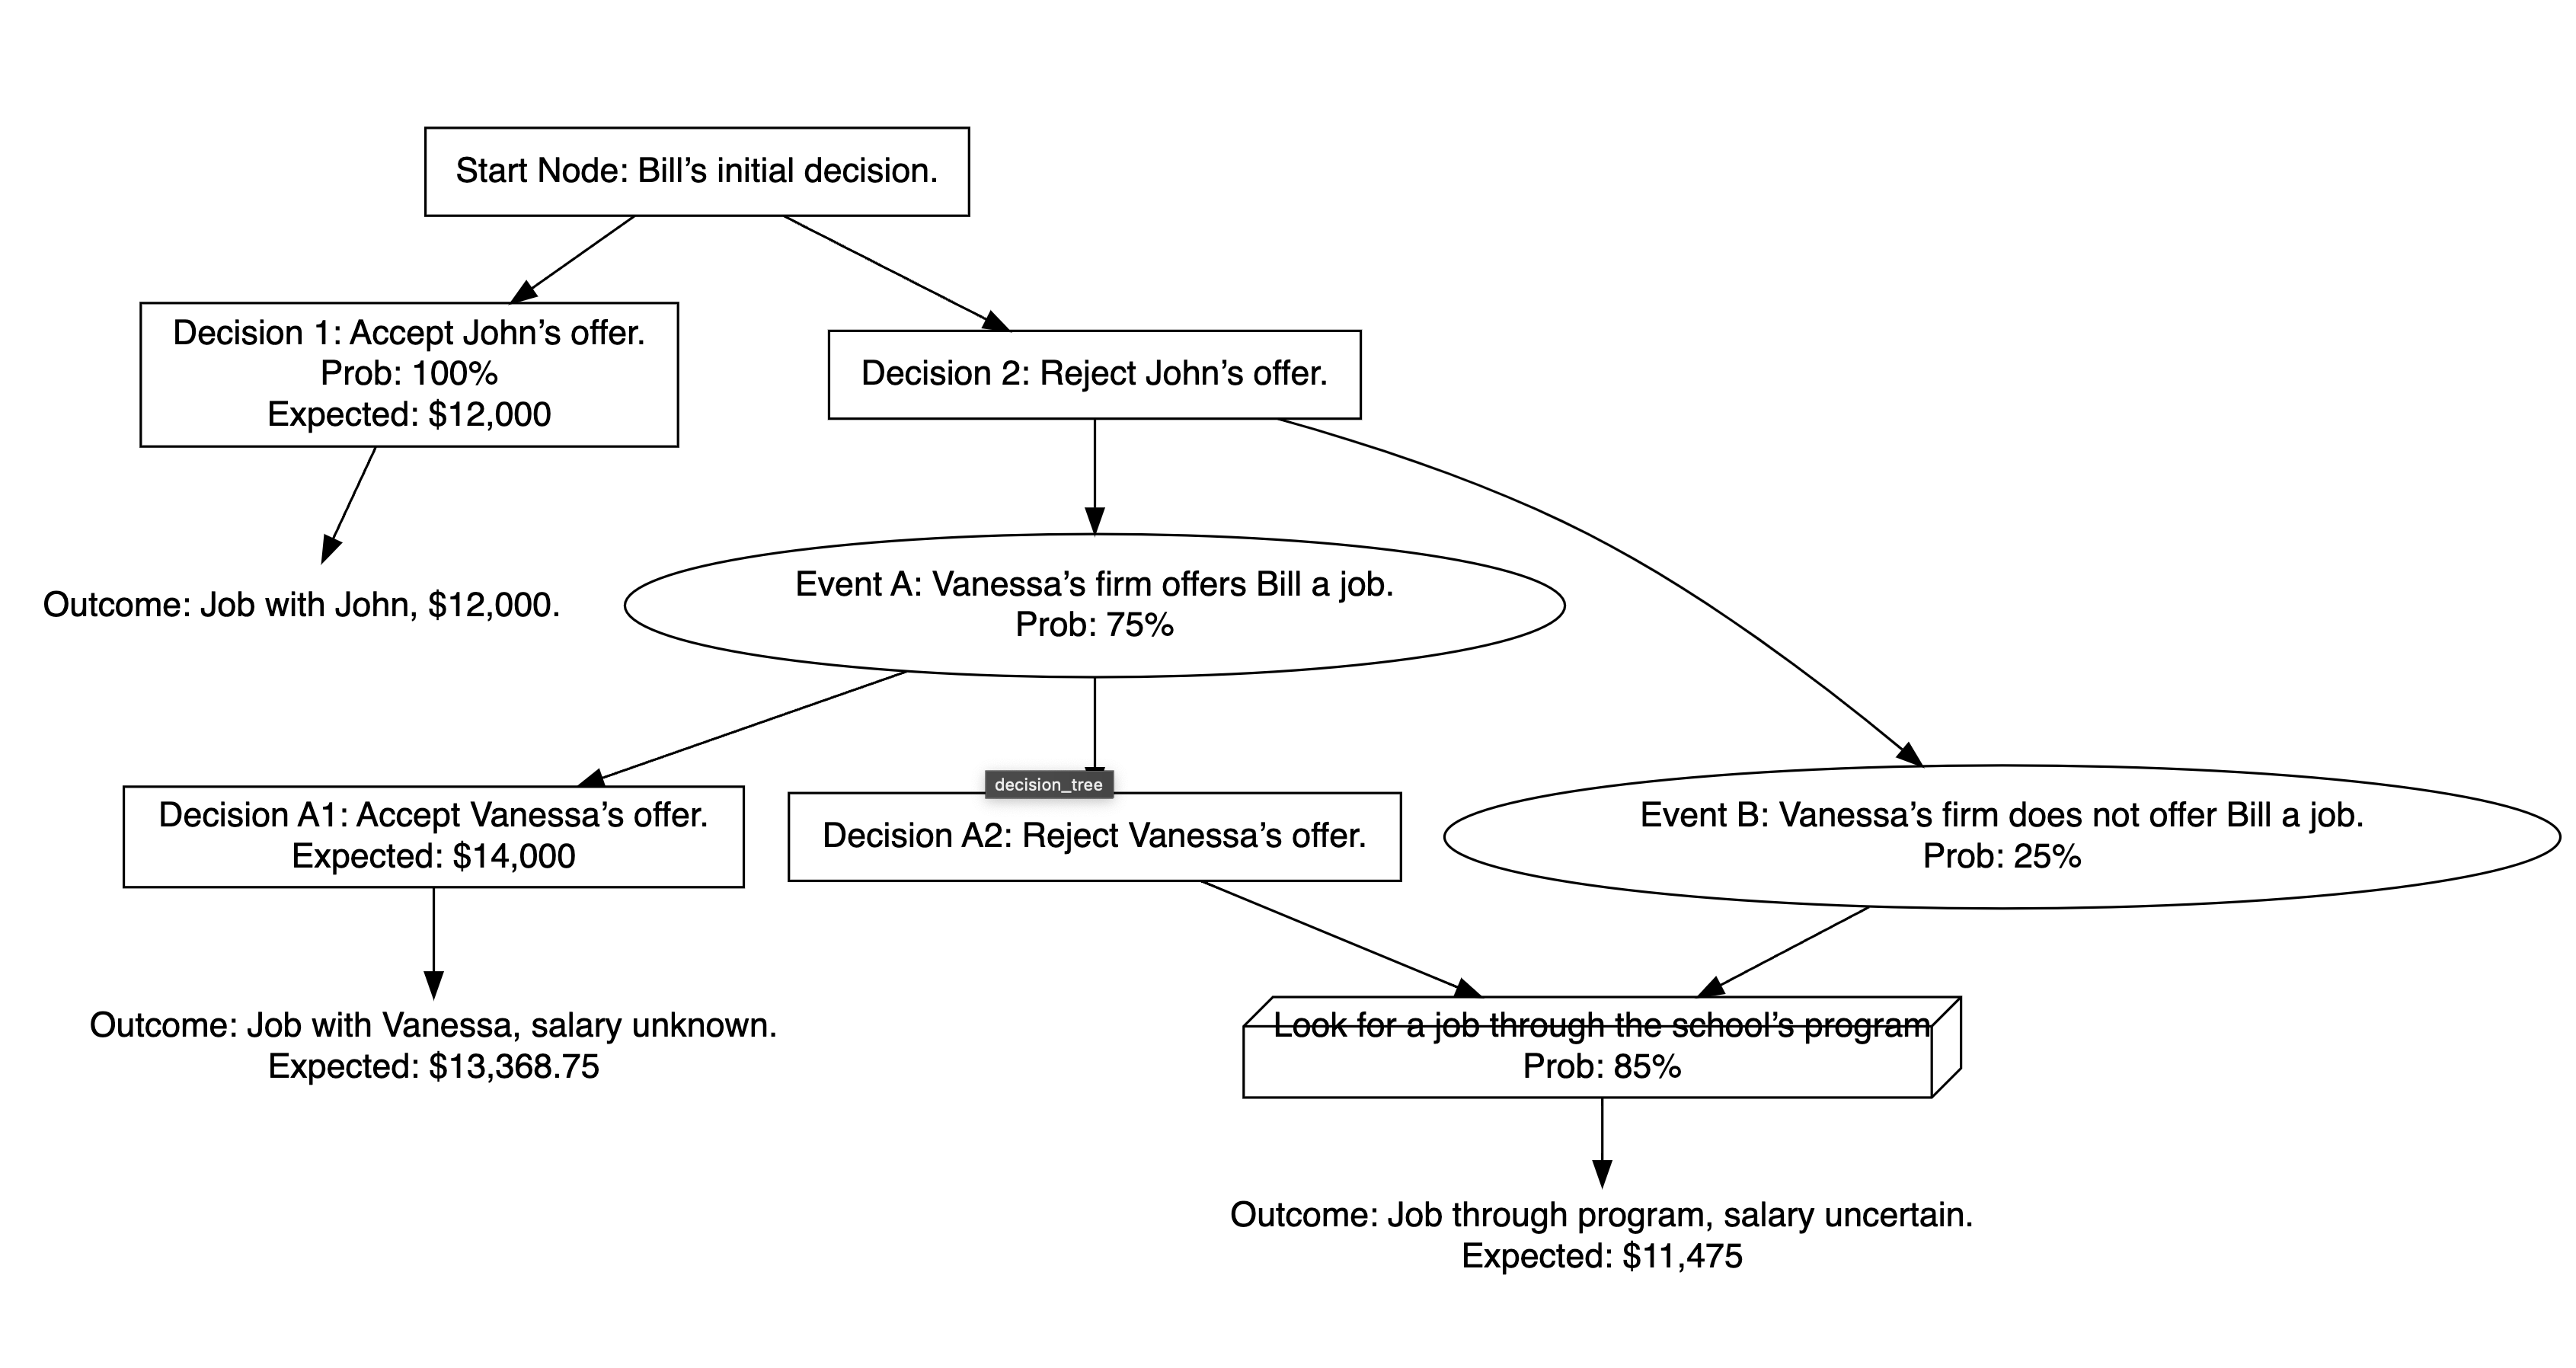 Start Node: Bill’s initial decision.
Decision 1: Accept John’s offer.
Prob: 100%
Expected: $12,000
Decision 2: Reject John’s offer.
Outcome: Job with John, $12,000.
Event A: Vanessa’s firm offers Bill a job.
Prob: 75%
decision_tree
Decision A1: Accept Vanessa’s offer.
Expected: $14,000
Decision A2: Reject Vanessa’s offer.
Event B: Vanessa’s firm does not offer Bill a job.
Prob: 25%
Outcome: Job with Vanessa, salary unknown.
Expected: $13,368.75
Look for a job through the school’s program
Prob: 85%
Outcome: Job through program, salary uncertain.
Expected: $11,475